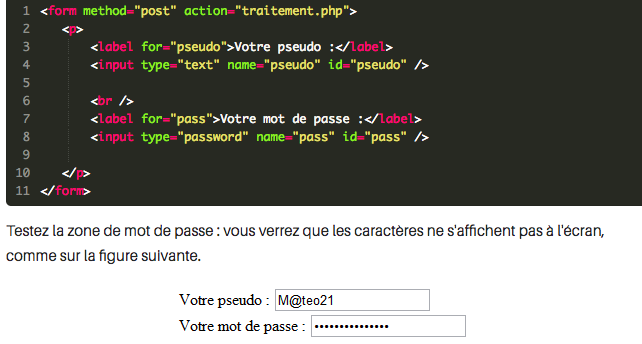 1 <form method="post" action="traitement.php">
2 <p>
3 <label for="pseudo">Votre pseudo :</label>
4 <input type="text" name="pseudo" id="pseudo" />
5
6 <br />
7 <label for="pass">Votre mot de passe :</label>
8 <input type="password" name="pass" id="pass" />
9
10 </p>
11 </form>
Testez la zone de mot de passe : vous verrez que les caractères ne s'affichent pas à l'écran,
comme sur la figure suivante.
Votre pseudo : M@teo21
Votre mot de passe : •••••••••••••••